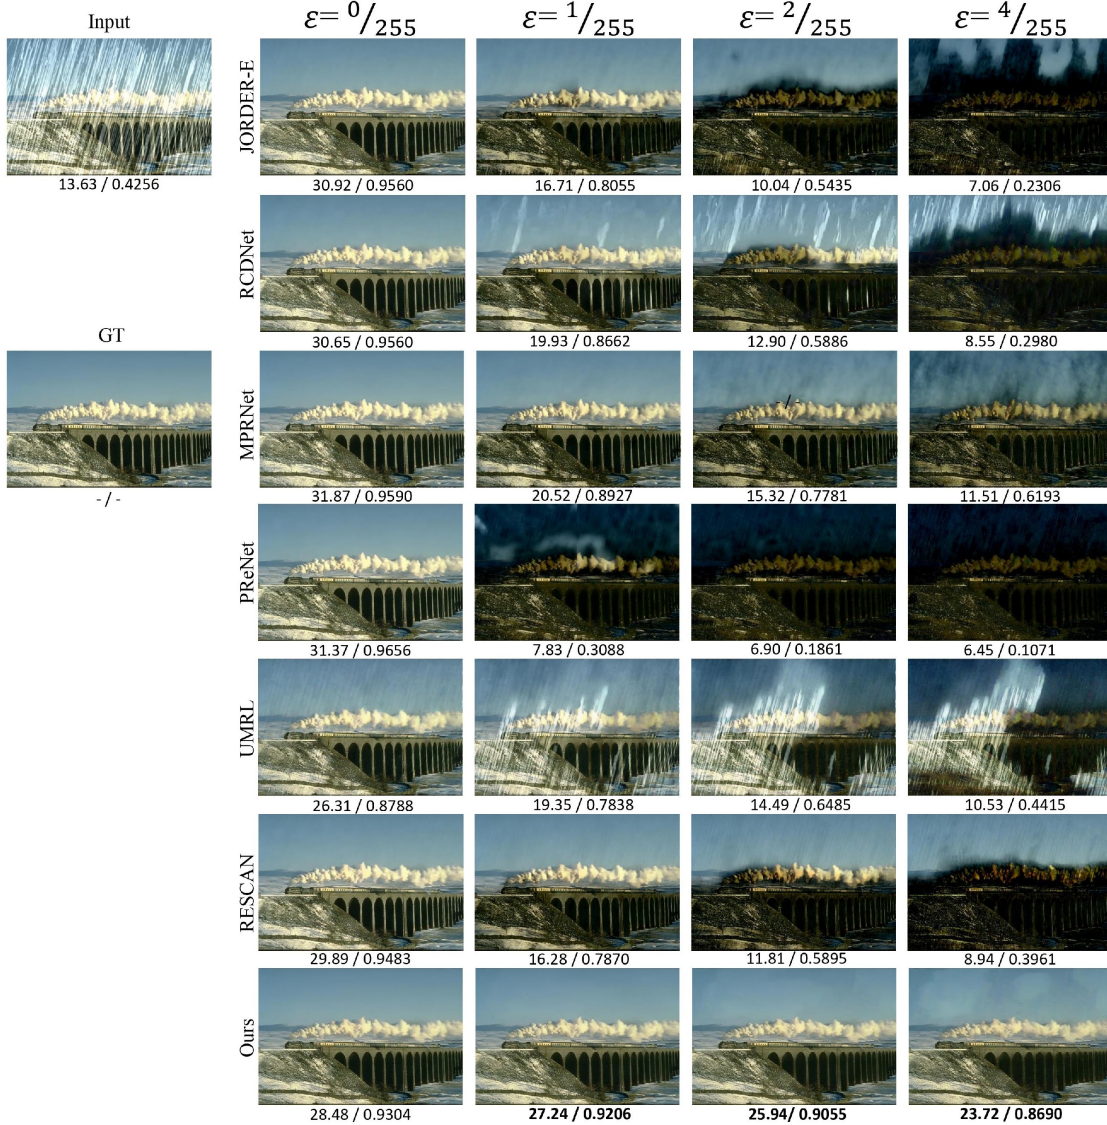 Input
ε= 0/255 ε= 1/255 ε= 2/255 ε= 4/255
13.63 / 0.4256
JORDER-E
30.92 / 0.9560 16.71 / 0.8055 10.04 / 0.5435 7.06 / 0.2306
RCDNet
30.65 / 0.9560 19.93 / 0.8662 12.90 / 0.5886 8.55 / 0.2980
GT
- / -
MPRNet
31.87 / 0.9590 20.52 / 0.8927 15.32 / 0.7781 11.51 / 0.6193
PReNet
31.37 / 0.9656 7.83 / 0.3088 6.90 / 0.1861 6.45 / 0.1071
UMRL
26.31 / 0.8788 19.35 / 0.7838 14.49 / 0.6485 10.53 / 0.4415
RESCAN
29.89 / 0.9483 16.28 / 0.7870 11.81 / 0.5895 8.94 / 0.3961
Ours
28.48 / 0.9304 27.24 / 0.9206 25.94/ 0.9055 23.72 / 0.8690